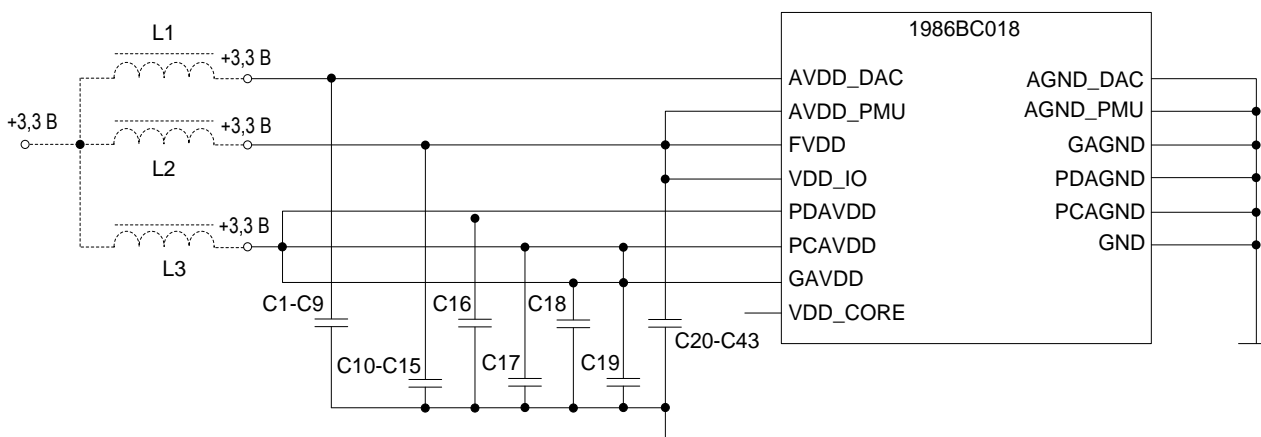 L1
+3,3 В
+3,3 В
+3,3 В
L2
+3,3 В
L3
C1-C9
C10-C15
C16
C17
C18
C19
C20-C43
1986ВС018
AVDD_DAC
AVDD_PMU
FVDD
VDD_IO
PDAVDD
PCAVDD
GAVDD
VDD_CORE
AGND_DAC
AGND_PMU
GAGND
PDAGND
PCAGND
GND